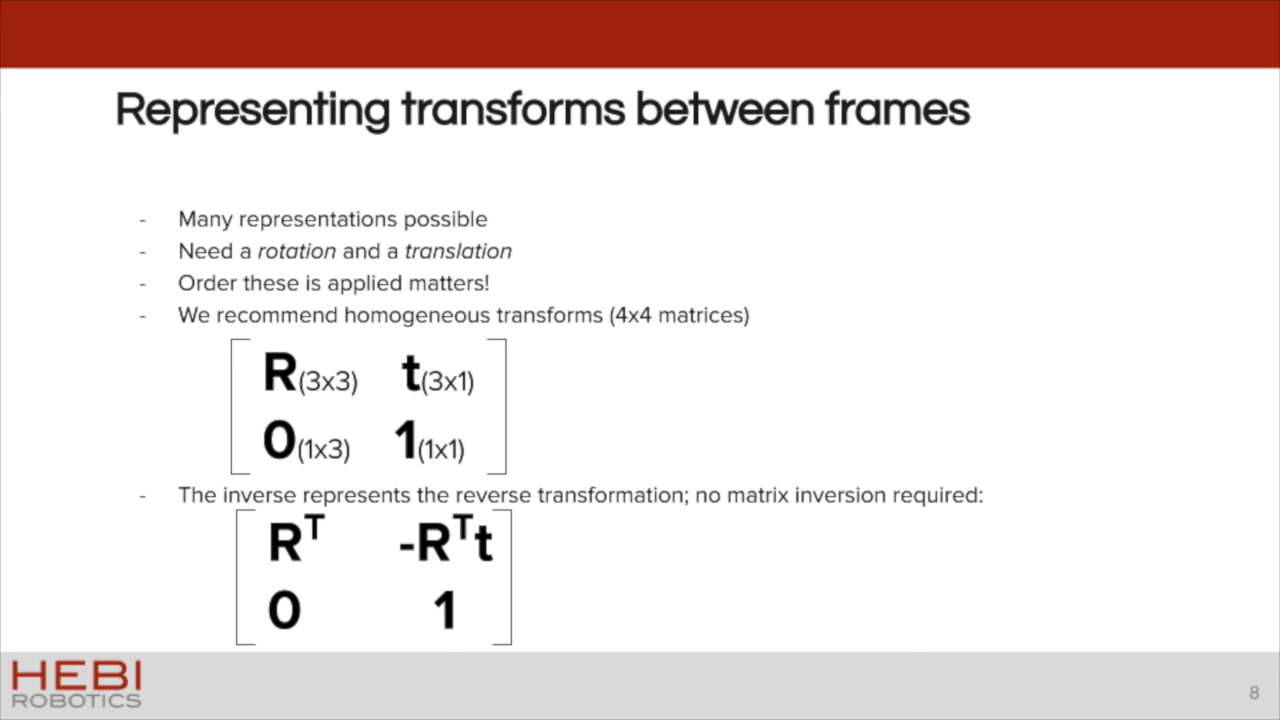 Representing transforms between frames
- Many representations possible
- Need a rotation and a translation
- Order these is applied matters!
- We recommend homogeneous transforms (4x4 matrices)
R(3x3) t(3x1)
0(1x3) 1(1x1)
- The inverse represents the reverse transformation; no matrix inversion required:
Rᵀ -Rᵀt
0 1
HEBI
ROBOTICS
8